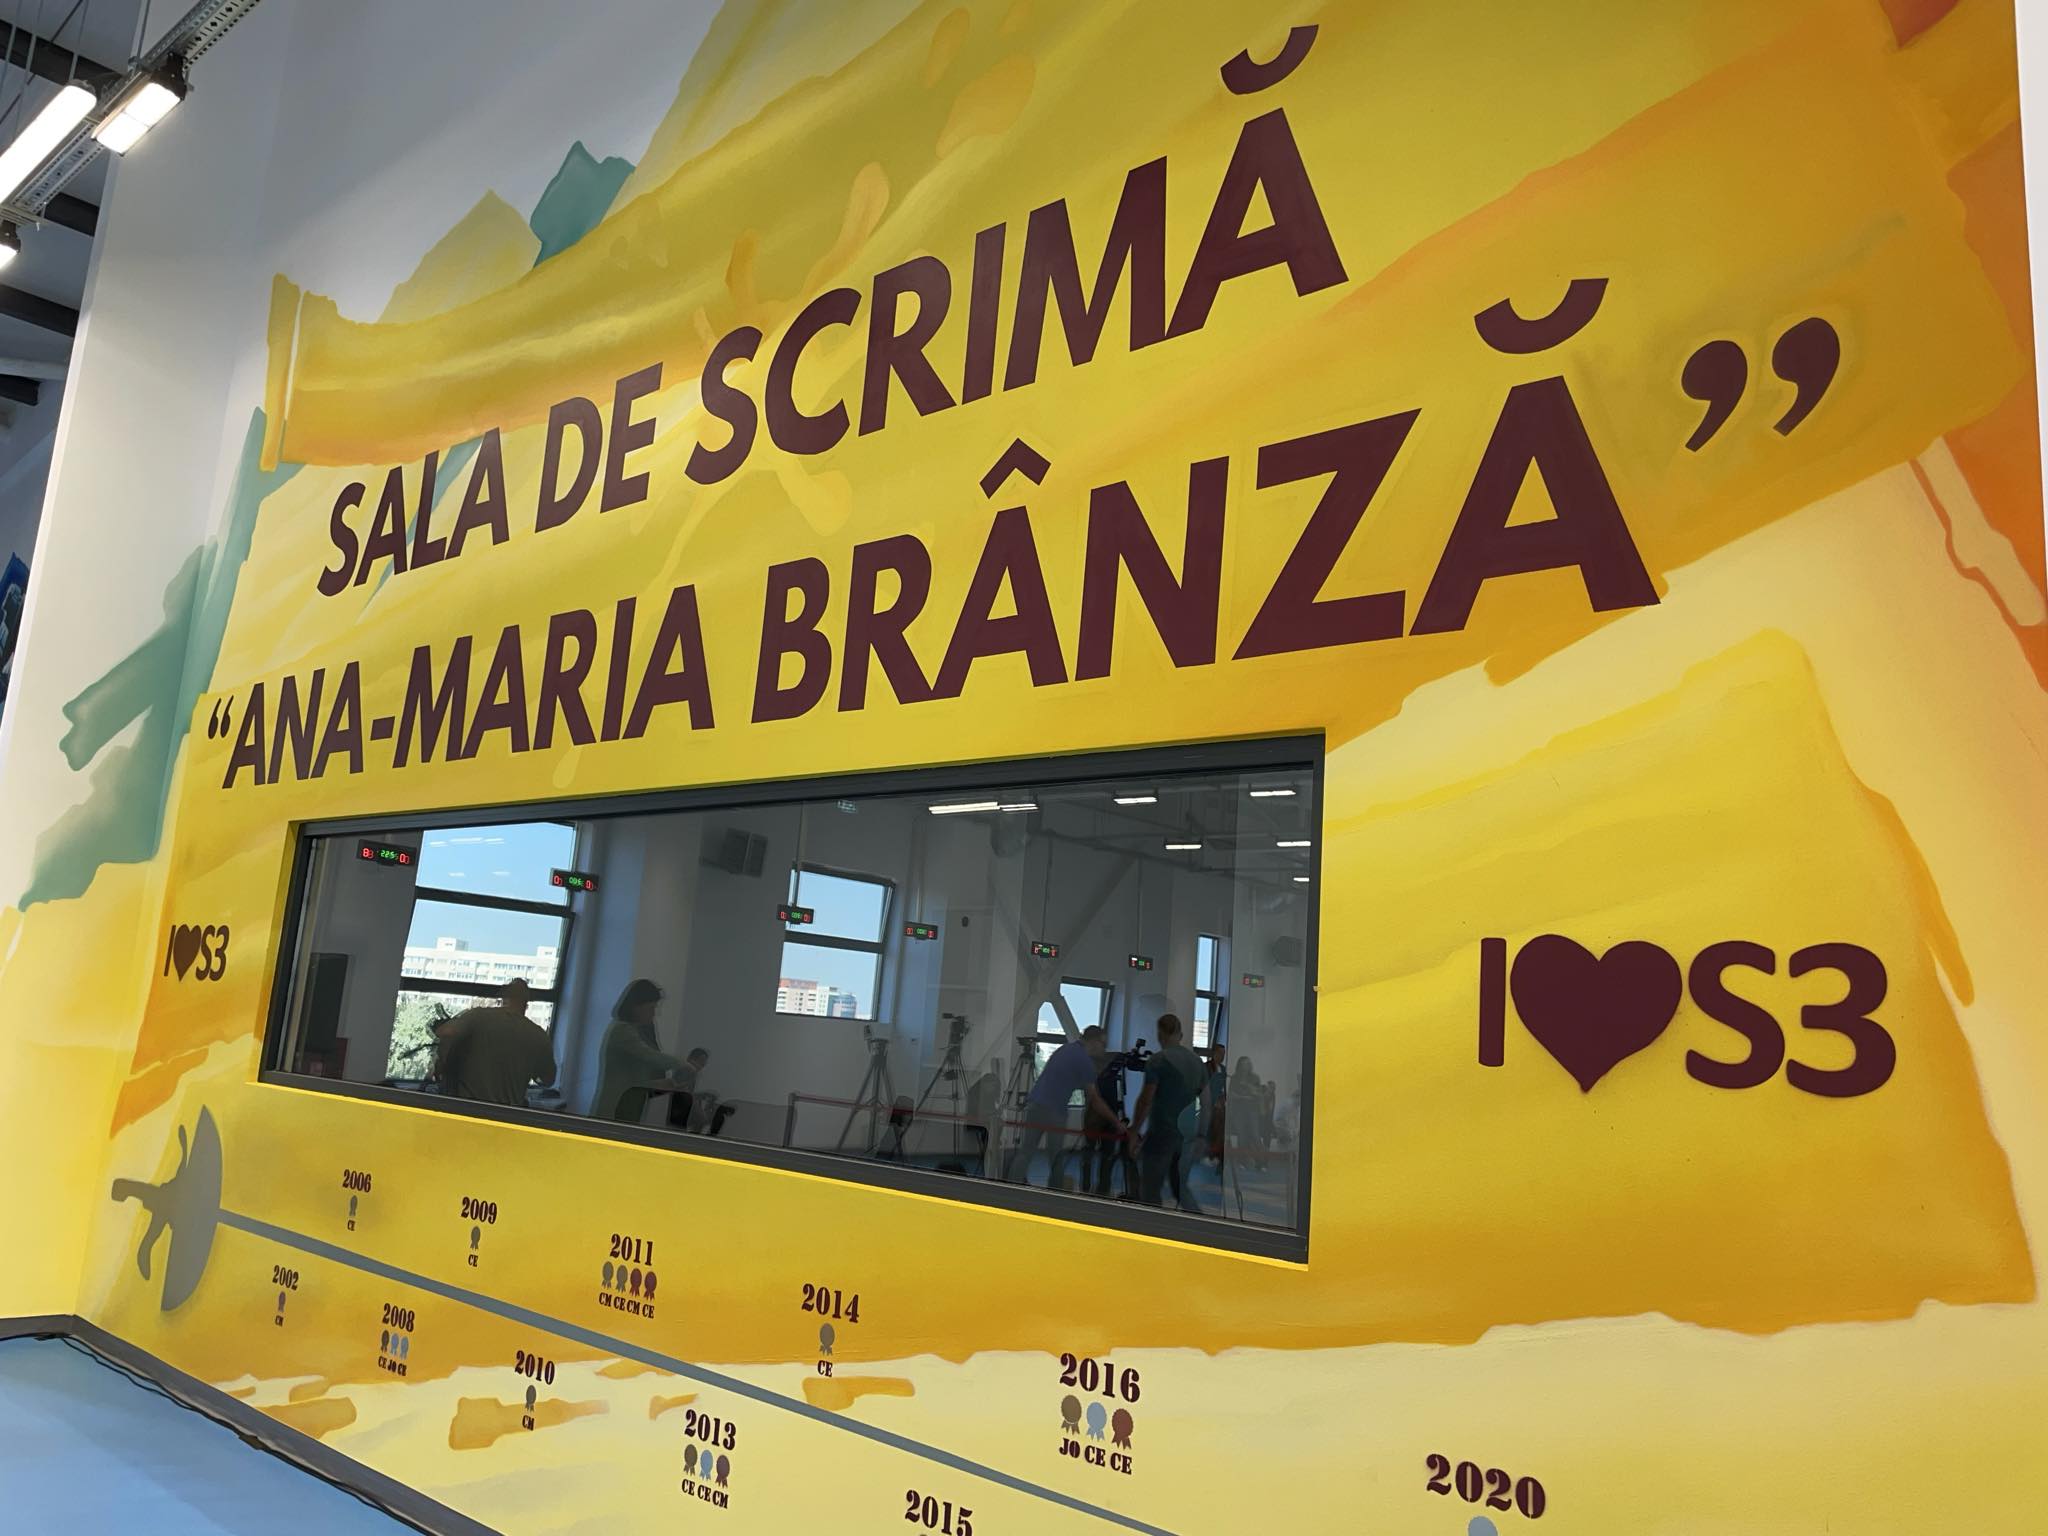 SALA DE SCRIMĂ
“ANA-MARIA BRÂNZĂ”
I♥S3
I♥S3
2006
CE
2009
CE
2011
CM CE CM CE
2014
CE
2016
JO CE CE
2020
2002
CM
2008
CE JO CE
2010
CM
2013
CE CE CM
2015